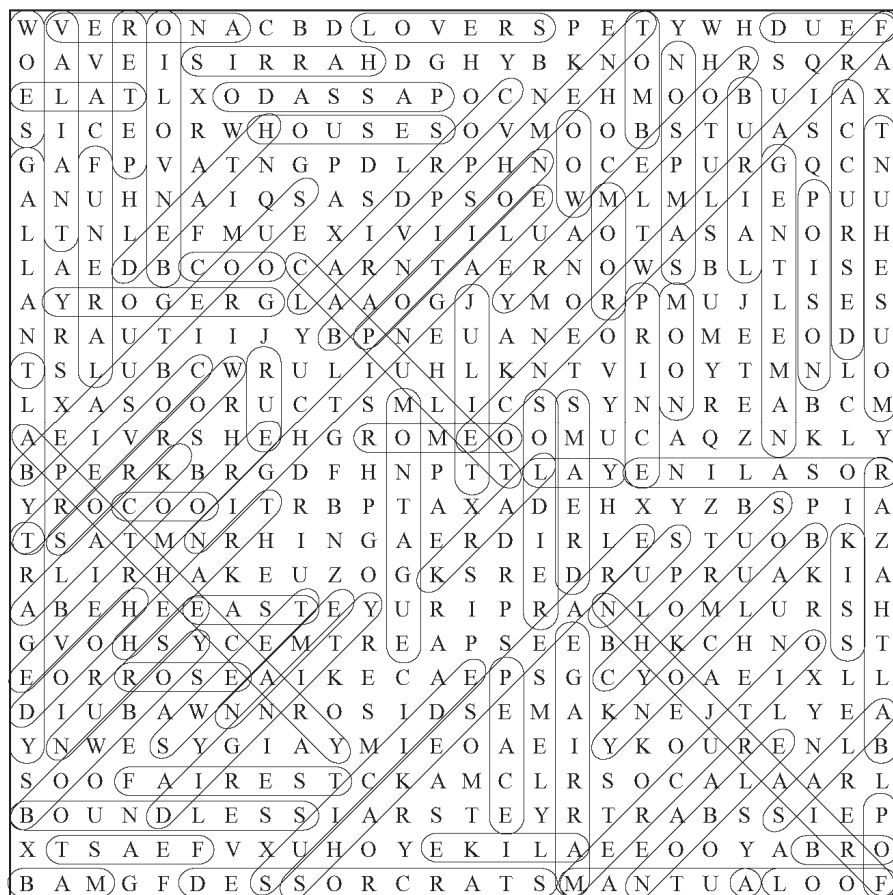 W V E R O N A C B D L O V E R S P E T Y W H D U E F
O A V E I S I R R A H D G H Y B K N O N H R S Q R A
E L A T L X O D A S S A P O C N E H M O O B U I A X
S I C E O R W H O U S E S O V M O O B S T U A S C T
G A F P V A T N G P D L R P H N O C E P U R G Q C N
A N U H N A I Q S A S D P S O E W M L M L I E P U U
L T N L E F M U E X I V I I L U A O T A S A N O R H
L A E D B C O O C A R N T A E R N O W S B L T I S E
A Y R O G E R G L A A O G J Y M O R P M U J L S E S
N R A U T I I J Y B P N E U A N E O R O M E E O D U
T S L U B C W R U L I U H L K N T V I O Y T M N L O
L X A S O O R U C T S M L I C S S Y N N R E A B C M
A E I V R S H E H G R O M E O O M U C A Q Z N K L Y
B P E R K B R G D F H N P T T L A Y E N I L A S O R
Y R O C O O I T R B P T A X A D E H X Y Z B S P I A
T S A T M N R H I N G A E R D I R L E S T U O B K Z
R L I R H A K E U Z O G K S R E D R U P R U A K I A
A B E H E E A S T E Y U R I P R A N L O M L U R S H
G V O H S Y C E M T R E A P S E E B H K C H N O S T
E O R R O S E A I K E C A E P S G C Y O A E I X L L
D I U B A W N N R O S I D S E M A K N E J T L Y E A
Y N W E S Y G I A Y M I E O A E I Y K O U R E N L B
S O O F A I R E S T C K A M C L R S O C A L A A R L
B O U N D L E S S I A R S T E Y R T R A B S S I E P
X T S A E F V X U H O Y E K I L A E E O O Y A B R O
B A M G F D E S S O R C R A T S M A N T U A L O O F